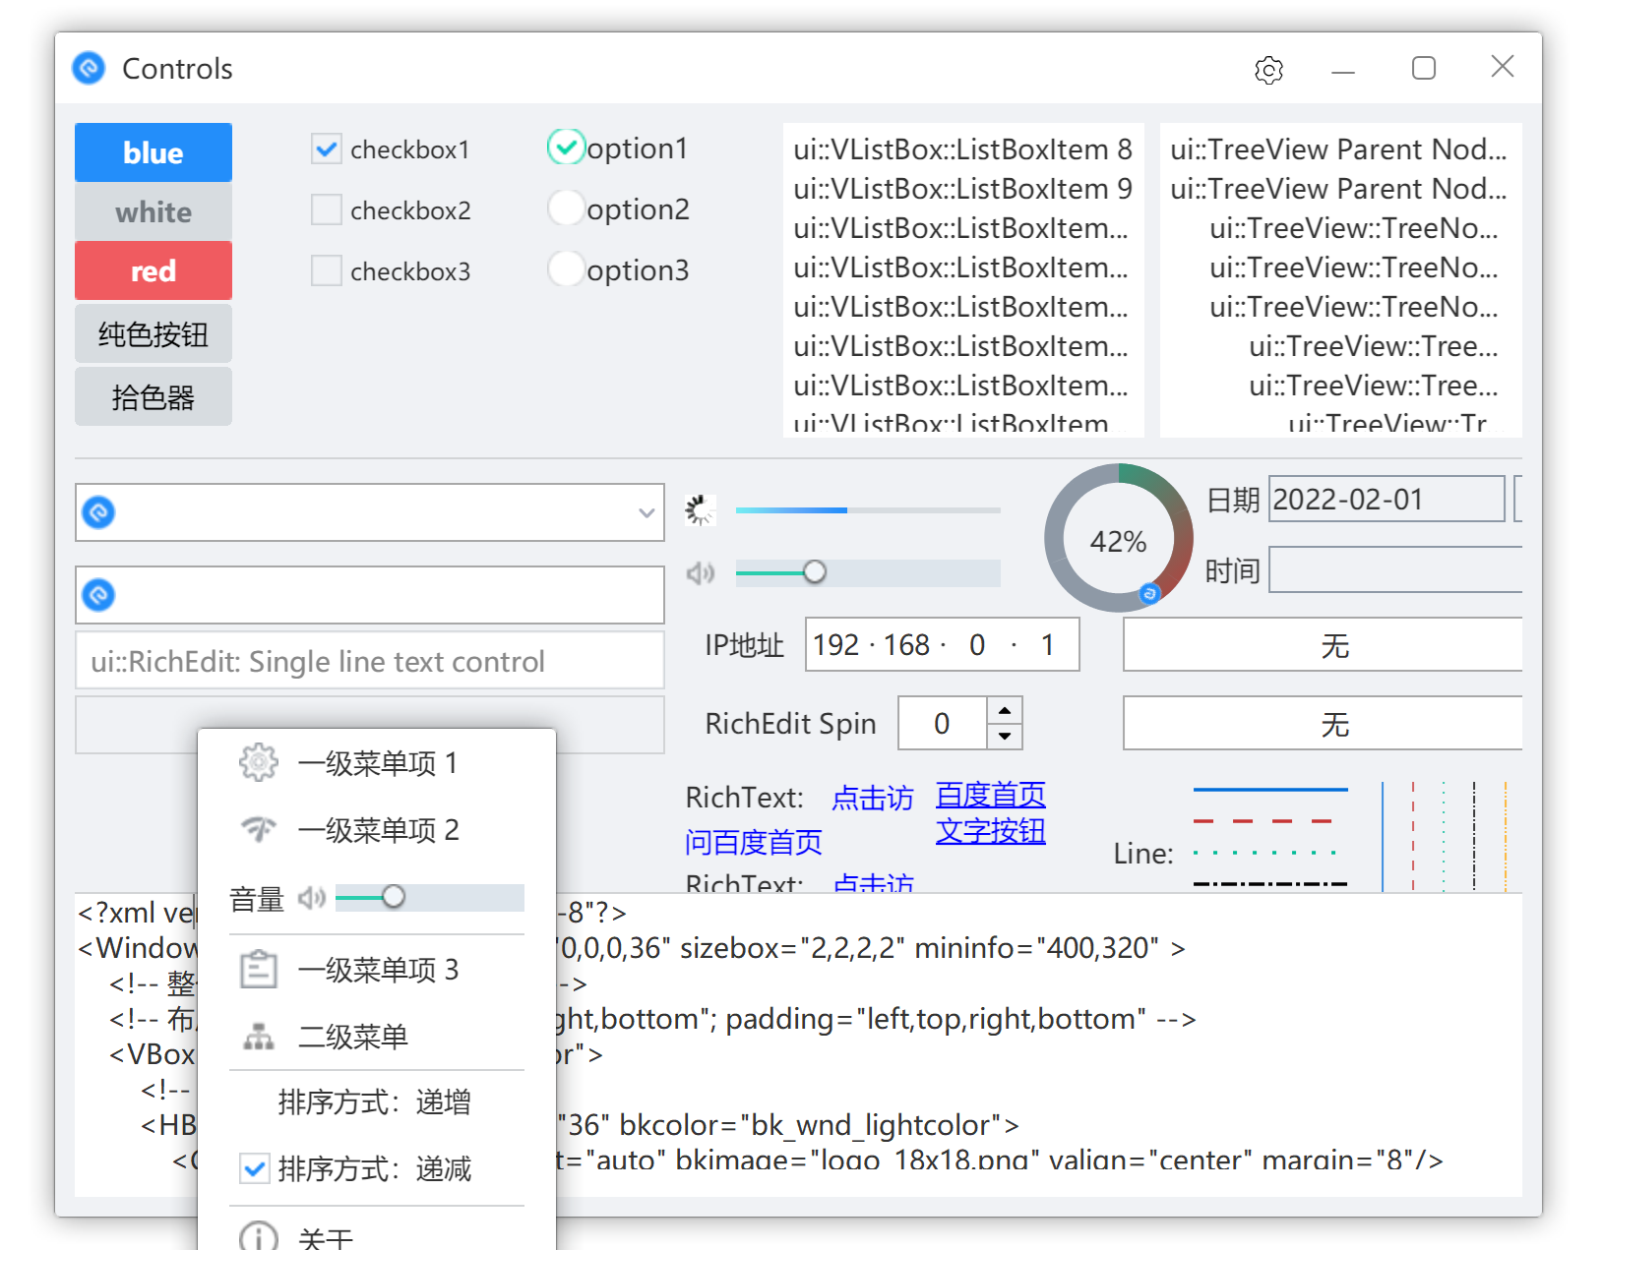 Controls
blue
white
red
纯色按钮
拾色器
checkbox1
checkbox2
checkbox3
option1
option2
option3
ui::VListBox::ListBoxItem 8
ui::VListBox::ListBoxItem 9
ui::VListBox::ListBoxItem...
ui::VListBox::ListBoxItem...
ui::VListBox::ListBoxItem...
ui::VListBox::ListBoxItem...
ui::VListBox::ListBoxItem...
ui::VListBox::ListBoxItem...
ui::TreeView Parent Nod...
ui::TreeView Parent Nod...
ui::TreeView::TreeNo...
ui::TreeView::TreeNo...
ui::TreeView::TreeNo...
ui::TreeView::Tree...
ui::TreeView::Tree...
ui::TreeView::Tr...
42%
日期 2022-02-01
时间
ui::RichEdit: Single line text control
IP地址 192 · 168 · 0 · 1
无
RichEdit Spin 0
无
RichText: 点击访
问百度首页
RichText: 点击访
百度首页
文字按钮
Line:
一级菜单项 1
一级菜单项 2
音量
一级菜单项 3
二级菜单
排序方式：递增
排序方式：递减
关于
<?xml ve -8"?>
<Window "0,0,0,36" sizebox="2,2,2,2" mininfo="400,320" >
<!-- 整 -->
<!-- 布 ght,bottom"; padding="left,top,right,bottom" -->
<VBox or">
<!--
<HB "36" bkcolor="bk_wnd_lightcolor">
<C t="auto" bkimage="logo_18x18.png" valign="center" margin="8"/>